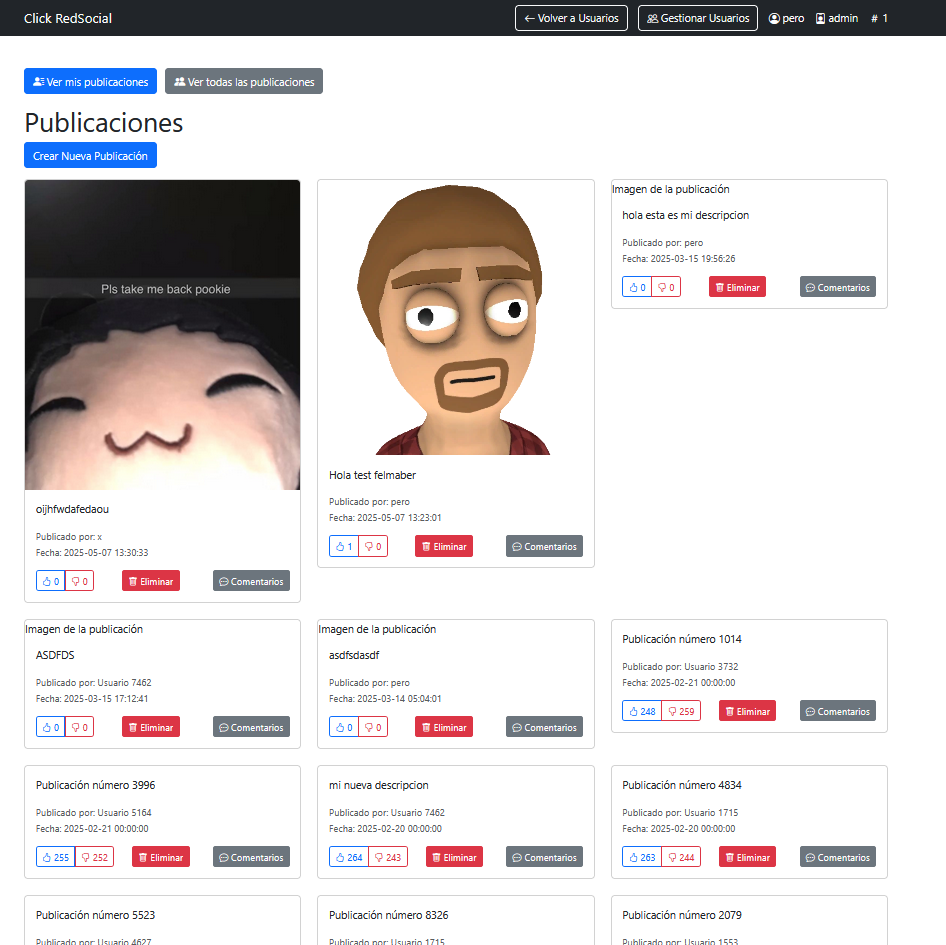 Click RedSocial
Volver a Usuarios
Gestionar Usuarios
pero
admin
# 1
Ver mis publicaciones
Ver todas las publicaciones
Publicaciones
Crear Nueva Publicación
Pls take me back pookie
oijhfwdafedaou
Publicado por: x
Fecha: 2025-05-07 13:30:33
0
0
Eliminar
Comentarios
Hola test felmaber
Publicado por: pero
Fecha: 2025-05-07 13:23:01
1
0
Eliminar
Comentarios
Imagen de la publicación
hola esta es mi descripcion
Publicado por: pero
Fecha: 2025-03-15 19:56:26
0
0
Eliminar
Comentarios
Imagen de la publicación
ASDFDS
Publicado por: Usuario 7462
Fecha: 2025-03-15 17:12:41
0
0
Eliminar
Comentarios
Imagen de la publicación
asdfsdasdf
Publicado por: pero
Fecha: 2025-03-14 05:04:01
0
0
Eliminar
Comentarios
Publicación número 1014
Publicado por: Usuario 3732
Fecha: 2025-02-21 00:00:00
248
259
Eliminar
Comentarios
Publicación número 3996
Publicado por: Usuario 5164
Fecha: 2025-02-21 00:00:00
255
252
Eliminar
Comentarios
mi nueva descripcion
Publicado por: Usuario 7462
Fecha: 2025-02-20 00:00:00
264
243
Eliminar
Comentarios
Publicación número 4834
Publicado por: Usuario 1715
Fecha: 2025-02-20 00:00:00
263
244
Eliminar
Comentarios
Publicación número 5523
Publicado por: Usuario 4627
Publicación número 8326
Publicado por: Usuario 1715
Publicación número 2079
Publicado por: Usuario 1553